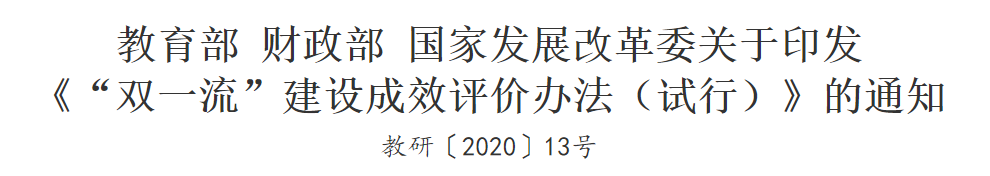 教育部 财政部 国家发展改革委关于印发
《“双一流”建设成效评价办法（试行）》的通知
教研〔2020〕13号